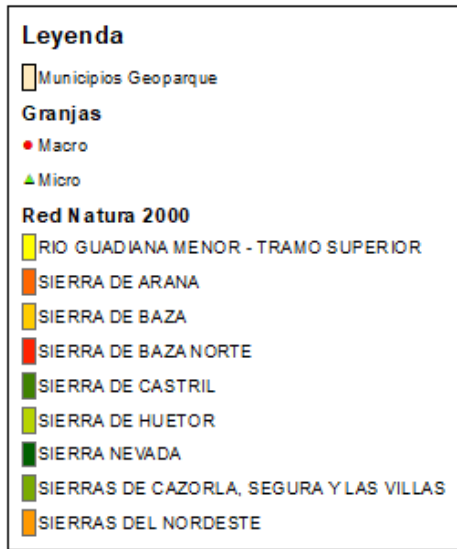 Leyenda
Municipios Geoparque
Granjas
Macro
Micro
Red Natura 2000
RIO GUADIANA MENOR - TRAMO SUPERIOR
SIERRA DE ARANA
SIERRA DE BAZA
SIERRA DE BAZA NORTE
SIERRA DE CASTRIL
SIERRA DE HUETOR
SIERRA NEVADA
SIERRAS DE CAZORLA, SEGURA Y LAS VILLAS
SIERRAS DEL NORDESTE